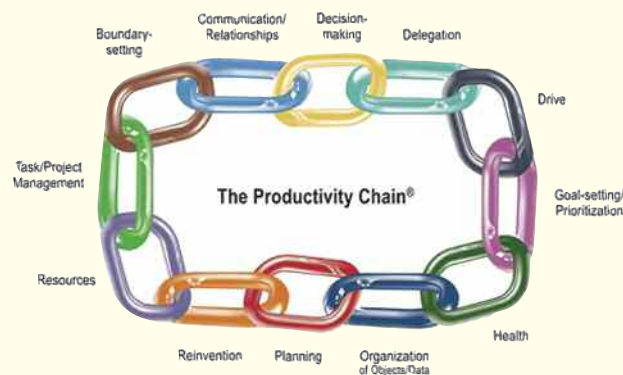 Communication/
Relationships
Decision-
making
Delegation
Boundary-
setting
Drive
Task/Project
Management
The Productivity Chain®
Goal-setting/
Prioritization
Resources
Health
Reinvention
Planning
Organization
of Objects/Data